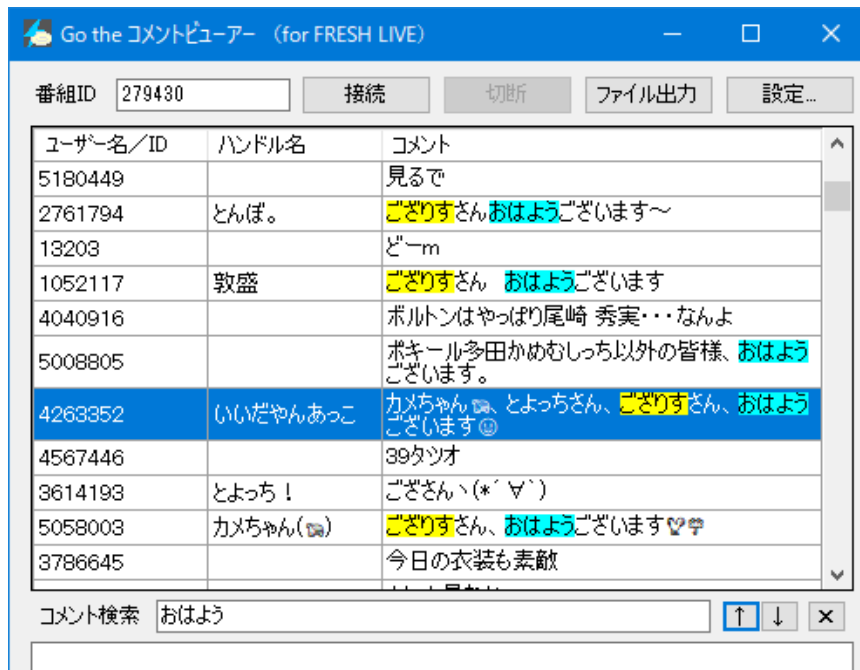 Go the コメントビューアー （for FRESH LIVE）
番組ID 279430 接続 切断 ファイル出力 設定...
ユーザー名／ID ハンドル名 コメント
5180449 見るで
2761794 とんぼ。 ござりすさんおはようございます～
13203 どーm
1052117 敦盛 ござりすさん　おはようございます
4040916 ボルトンはやっぱり尾崎 秀実・・・なんよ
5008805 ポキール多田かめむしっち以外の皆様、おはよう
ございます。
4263352 いいだやんあっこ カメちゃん🐃、とよっちさん、ござりすさん、おはよう
ございます☺
4567446 39タツオ
3614193 とよっち！ ござさんヽ(*´∀`)
5058003 カメちゃん(🐃) ござりすさん、おはようございます
3786645 今日の衣装も素敵
コメント検索 おはよう ↑ ↓ ×